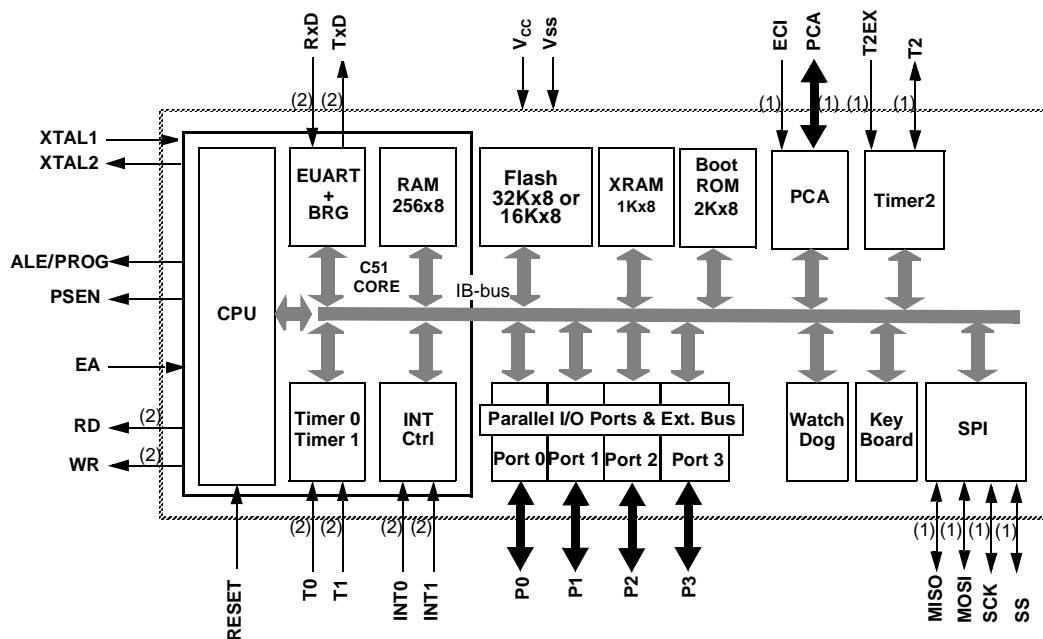 RxD
TxD
VCC
Vss
ECI
PCA
T2EX
T2
(2)
(2)
(1)
(1)
(1)
(1)
XTAL1
XTAL2
ALE/PROG
PSEN
EA
RD
(2)
WR
(2)
CPU
EUART
+
BRG
RAM
256x8
C51
CORE
IB-bus
Flash
32Kx8 or
16Kx8
XRAM
1Kx8
Boot
ROM
2Kx8
PCA
Timer2
Timer 0
Timer 1
INT
Ctrl
Parallel I/O Ports & Ext. Bus
Port 0
Port 1
Port 2
Port 3
Watch
Dog
Key
Board
SPI
(2)
(2)
(2)
(2)
(1)
(1)
(1)
(1)
RESET
T0
T1
INT0
INT1
P0
P1
P2
P3
MISO
MOSI
SCK
SS